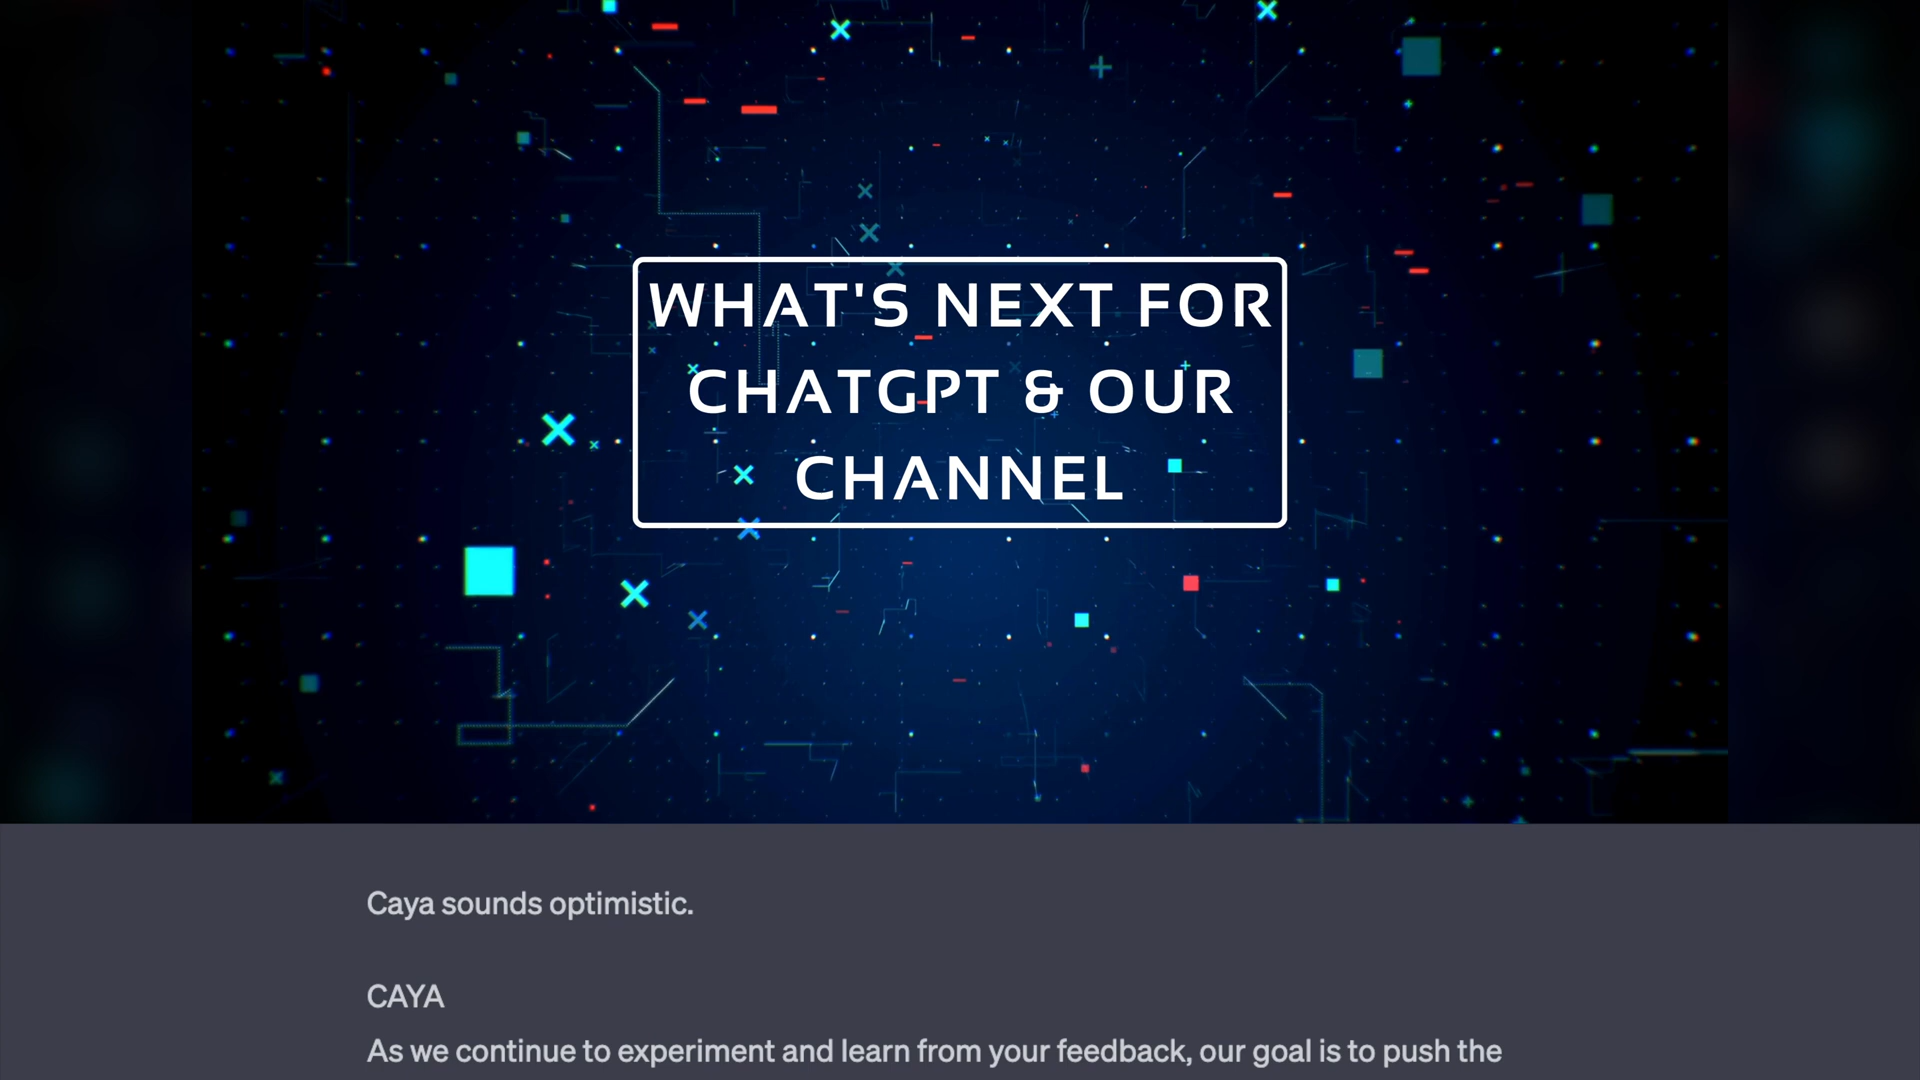 WHAT'S NEXT FOR
CHATGPT & OUR
CHANNEL
Caya sounds optimistic.
CAYA
As we continue to experiment and learn from your feedback, our goal is to push the